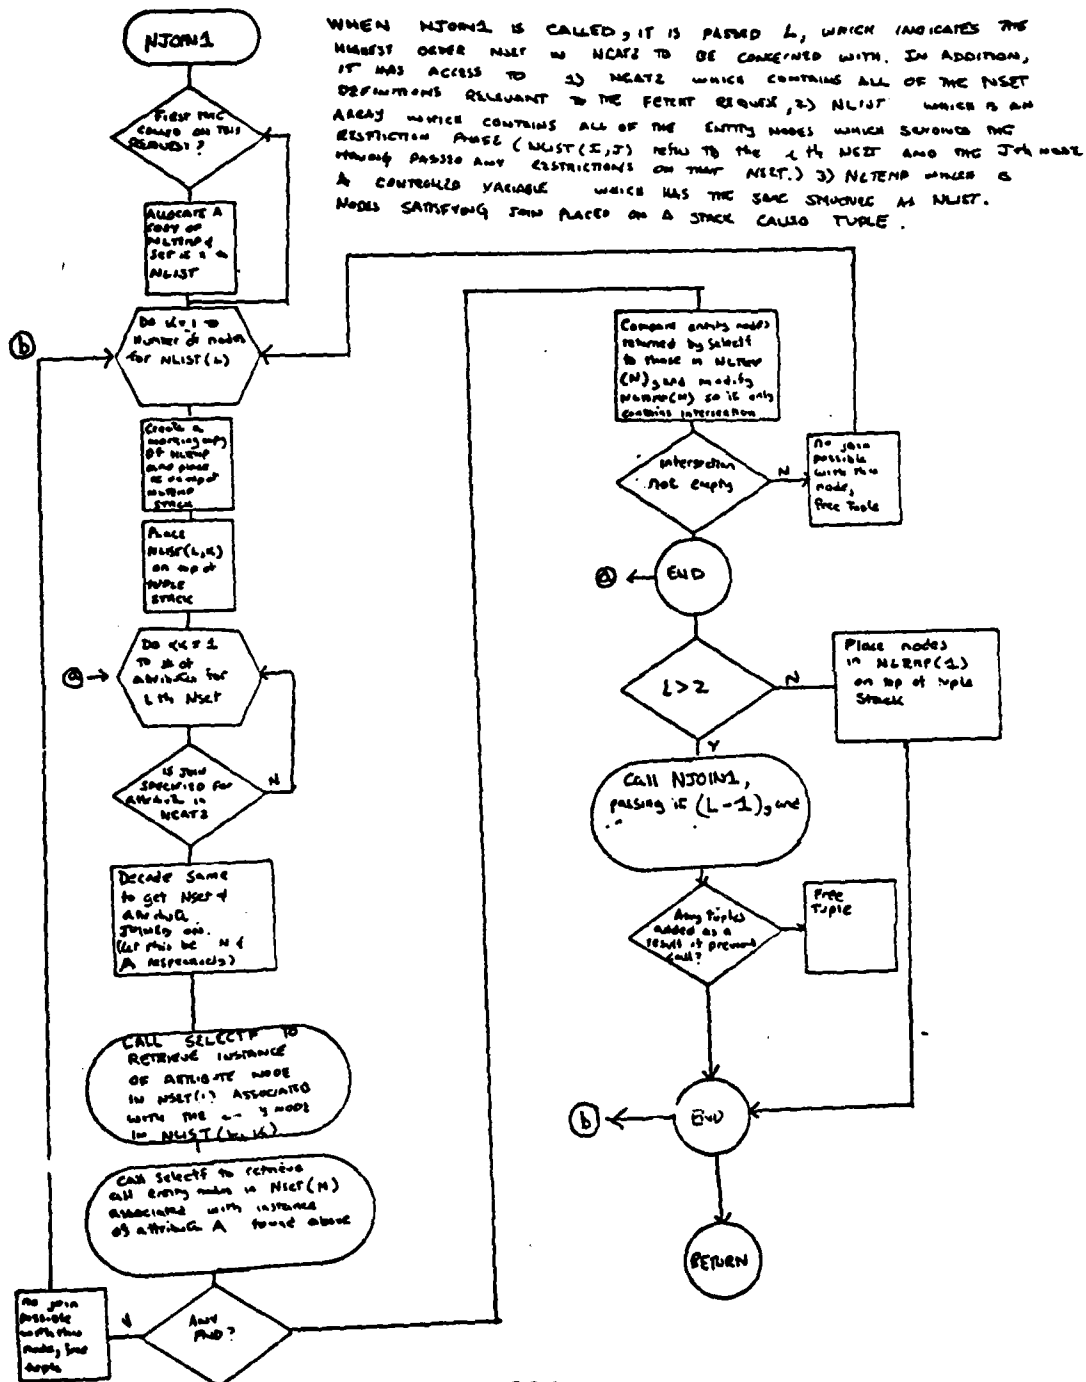 NJOIN1
WHEN NJOIN1 IS CALLED, IT IS PASSED L, WHICH INDICATES THE
HIGHEST ORDER NSET IN NCAT2 TO BE CONCERNED WITH. IN ADDITION,
IT HAS ACCESS TO 1) NCAT2 WHICH CONTAINS ALL OF THE NSET
DEFINITIONS RELEVANT TO THE FETCH REQUEST, 2) NLIST WHICH IS AN
ARRAY WHICH CONTAINS ALL OF THE ENTITY NODES WHICH SURVIVED THE
RESTRICTION PHASE (NLIST(I,J) refers to the i th NSET AND THE Jth NODE
HAVING PASSED ANY RESTRICTIONS ON THAT NSET.) 3) NLTEMP WHICH IS
A CONTROLLED VARIABLE WHICH HAS THE SAME STRUCTURE AS NLIST.
NODES SATISFYING JOIN PLACED ON A STACK CALLED TUPLE.
FIRST TIME
CALLED ON THIS
REQUEST?
ALLOCATE A
COPY OF
NLTEMP &
SET IT = to
NLIST
b
Do K=1 to
Number of nodes
for NLIST(L)
Create a
working copy
of NLTEMP
and place
it on top of
NLTEMP
STACK
Place
NLIST(L,K)
on top of
TUPLE
STACK
a
Do KK=1
To # of
attributes for
L th Nset
Is JOIN
SPECIFIED for
attribute in
NCAT2
N
Decode Same
to get Nset &
attribute
JOINED on.
(Let this be N &
A respectively)
CALL SELECTF TO
RETRIEVE INSTANCE
OF ATTRIBUTE NODE
IN NSET(L) ASSOCIATED
WITH THE NODE
IN NLIST(L,K)
Call Selectf to retrieve
all entity nodes in Nset(N)
associated with instance
of attribute A found above
ANY
FND?
no join
possible
with this
node, free
tuple
Compare entity nodes
returned by Selectf
to those in NLTEMP
(N), and modify
NLTEMP(N) so it only
contains intersection
intersection
not empty
N
no join
possible
with this
node,
Free Tuple
END
a
L>2
N
Place nodes
in NLTEMP(1)
on top of tuple
Stack
Y
Call NJOIN1,
passing it (L-1), and
Any tuples
added as a
result of previous
call?
Free
Tuple
END
b
RETURN